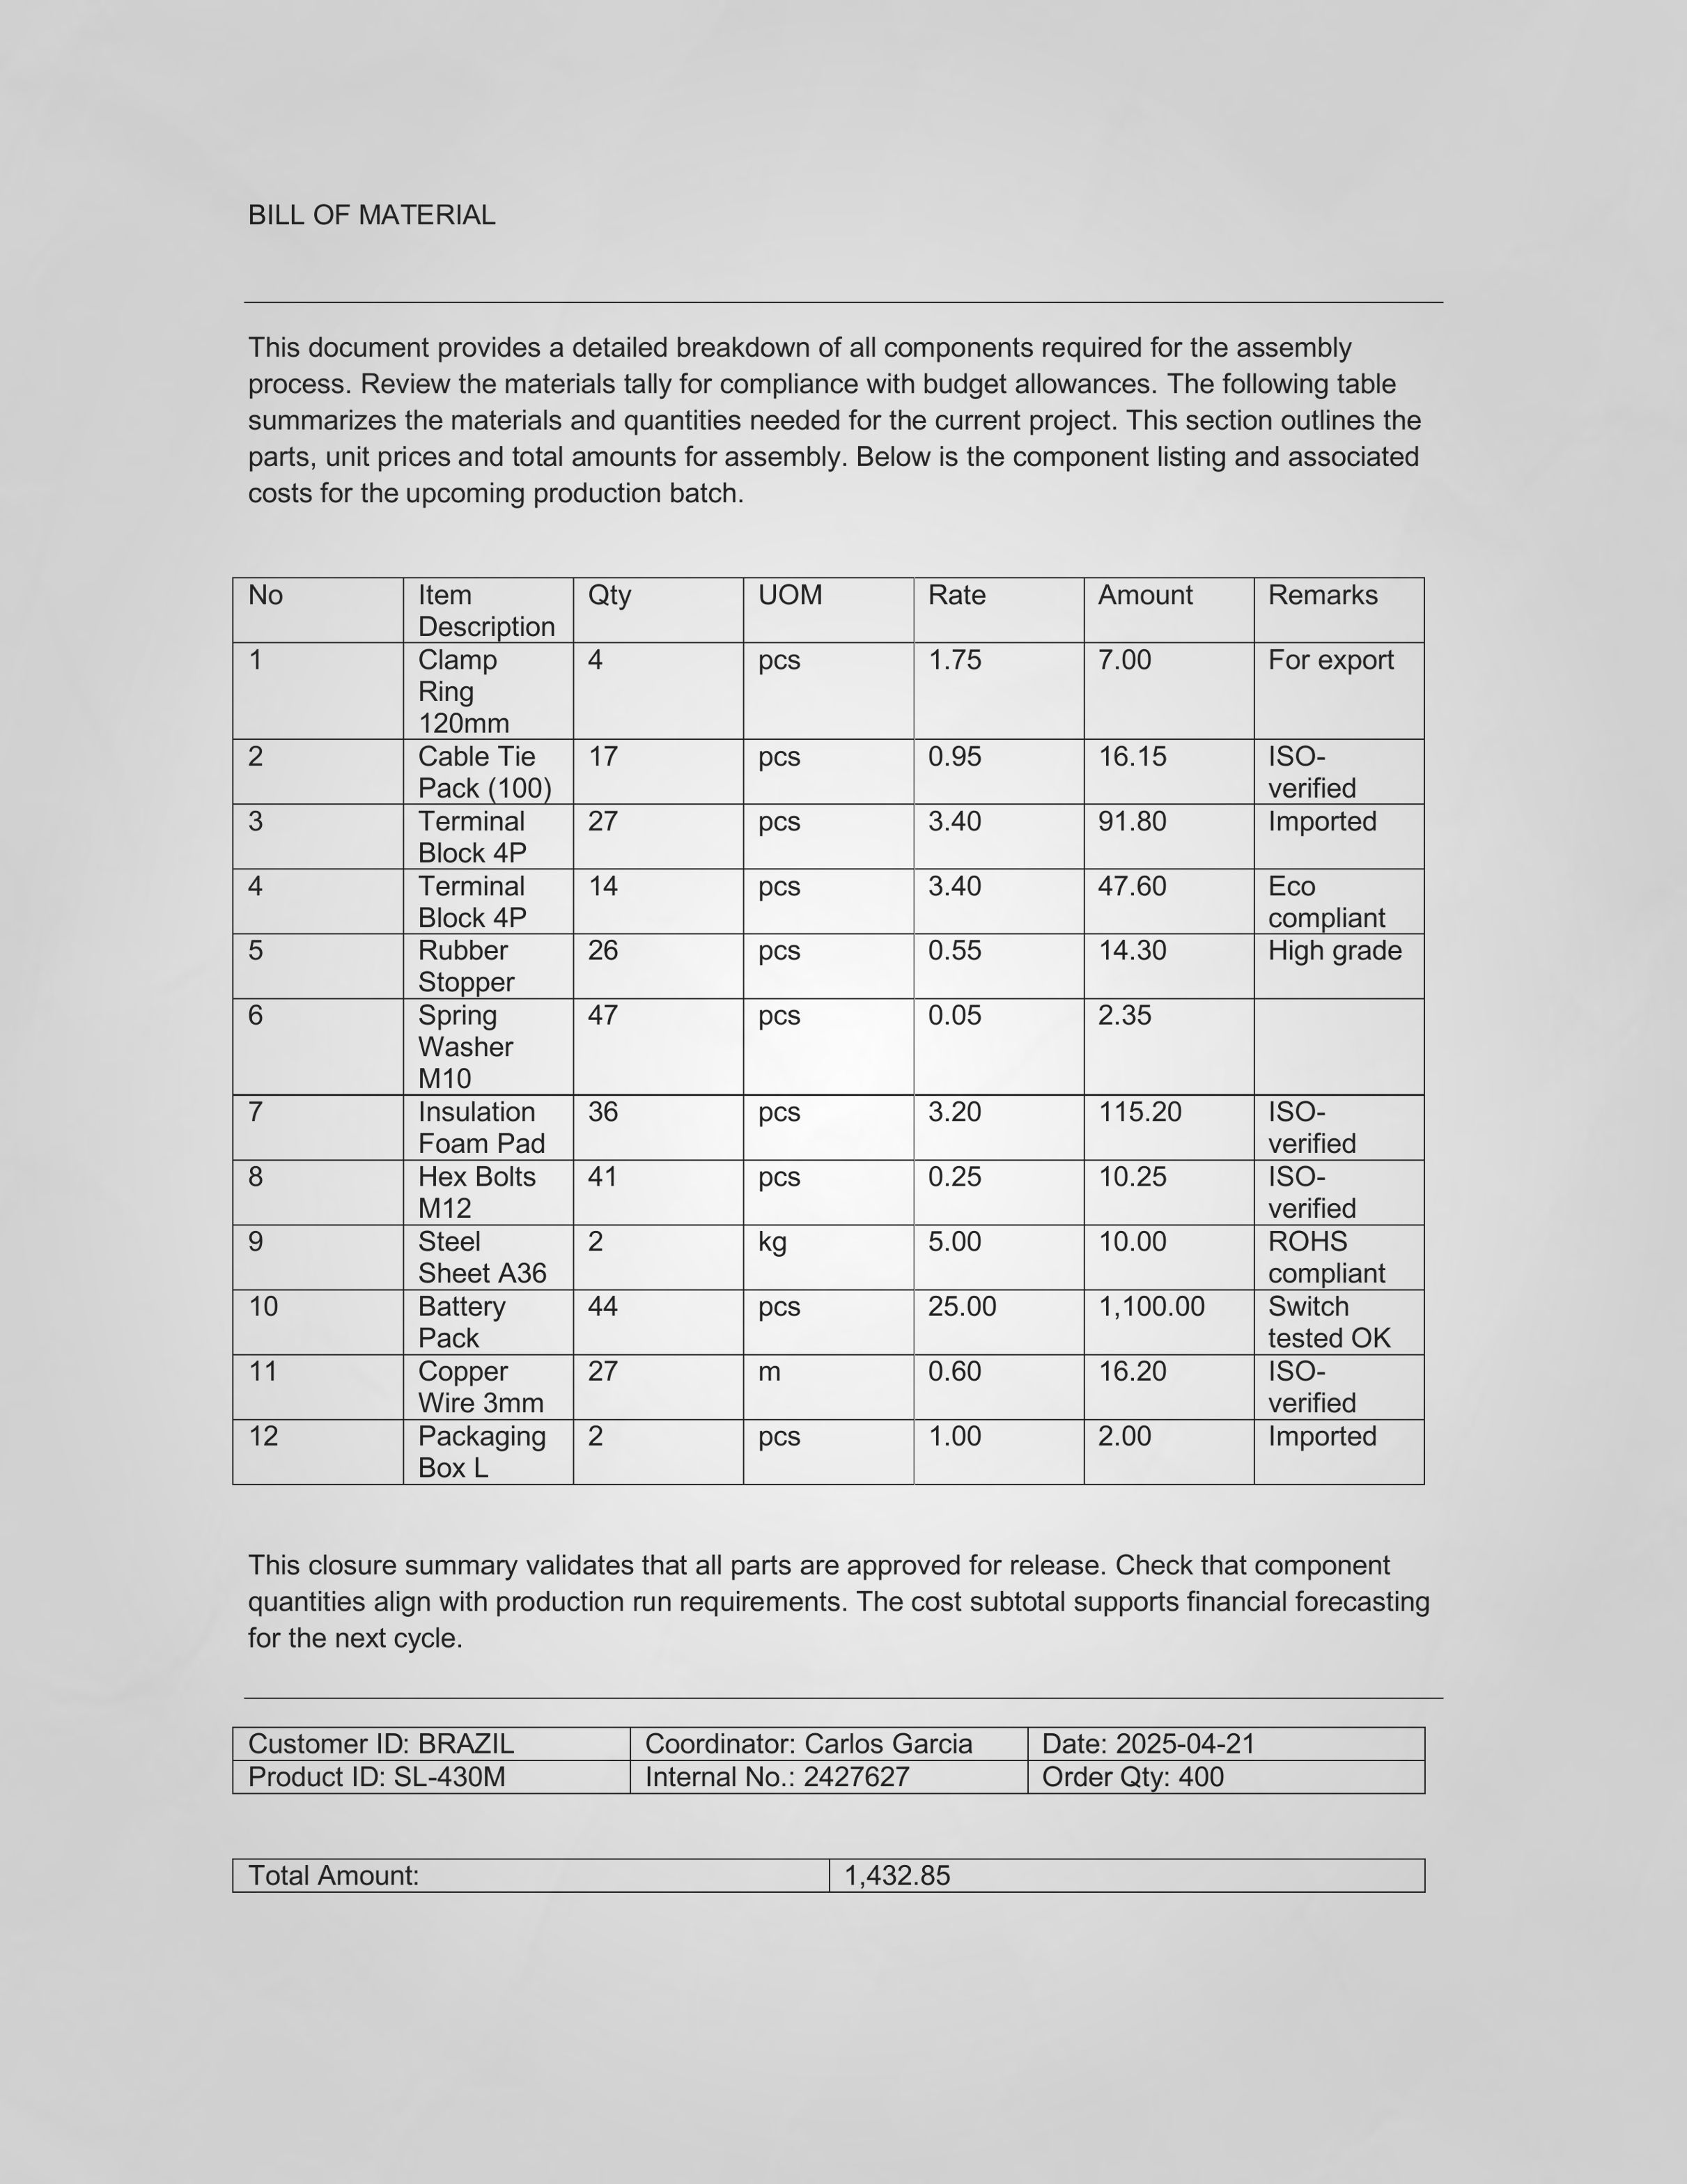 BILL OF MATERIAL
This document provides a detailed breakdown of all components required for the assembly
process. Review the materials tally for compliance with budget allowances. The following table
summarizes the materials and quantities needed for the current project. This section outlines the
parts, unit prices and total amounts for assembly. Below is the component listing and associated
costs for the upcoming production batch.
No Item Description Qty UOM Rate Amount Remarks
1 Clamp Ring 120mm 4 pcs 1.75 7.00 For export
2 Cable Tie Pack (100) 17 pcs 0.95 16.15 ISO-verified
3 Terminal Block 4P 27 pcs 3.40 91.80 Imported
4 Terminal Block 4P 14 pcs 3.40 47.60 Eco compliant
5 Rubber Stopper 26 pcs 0.55 14.30 High grade
6 Spring Washer M10 47 pcs 0.05 2.35
7 Insulation Foam Pad 36 pcs 3.20 115.20 ISO-verified
8 Hex Bolts M12 41 pcs 0.25 10.25 ISO-verified
9 Steel Sheet A36 2 kg 5.00 10.00 ROHS compliant
10 Battery Pack 44 pcs 25.00 1,100.00 Switch tested OK
11 Copper Wire 3mm 27 m 0.60 16.20 ISO-verified
12 Packaging Box L 2 pcs 1.00 2.00 Imported
This closure summary validates that all parts are approved for release. Check that component
quantities align with production run requirements. The cost subtotal supports financial forecasting
for the next cycle.
Customer ID: BRAZIL Coordinator: Carlos Garcia Date: 2025-04-21
Product ID: SL-430M Internal No.: 2427627 Order Qty: 400
Total Amount: 1,432.85